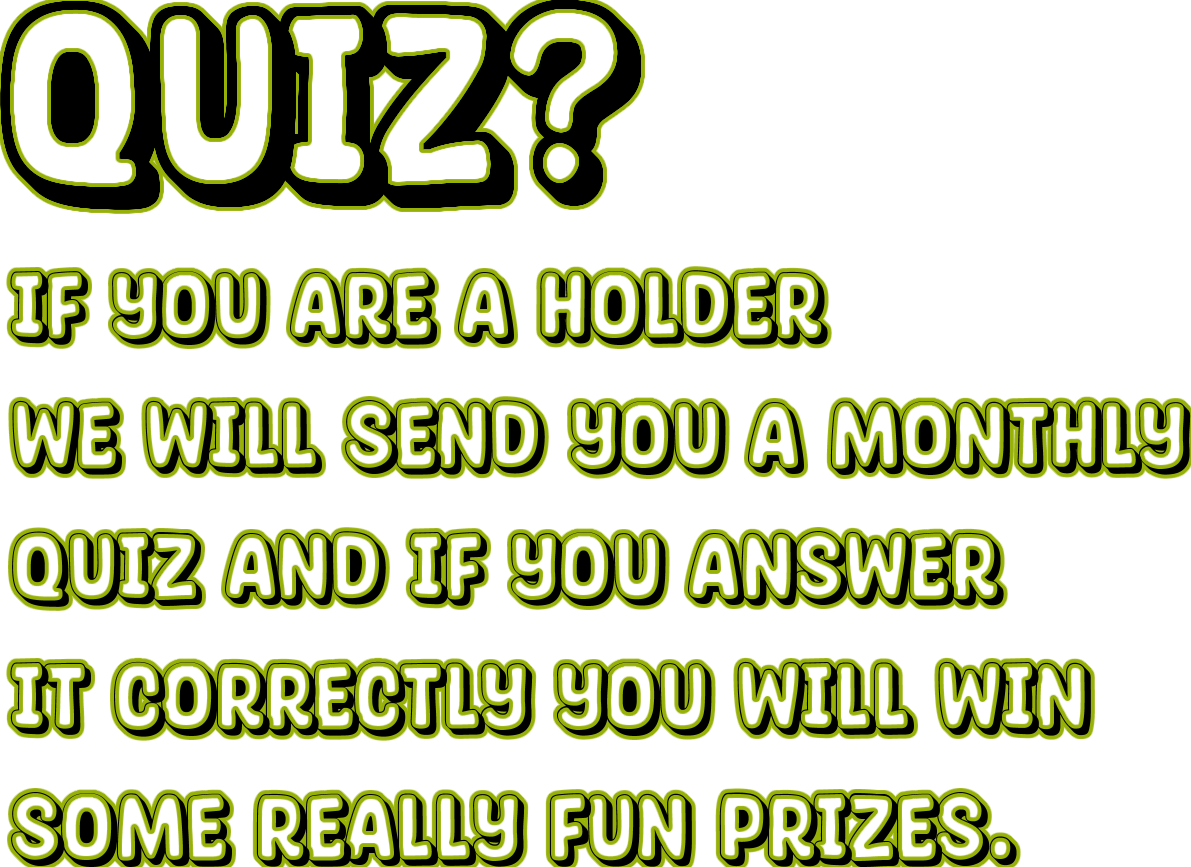 QUIZ?
IF YOU ARE A HOLDER
WE WILL SEND YOU A MONTHLY
QUIZ AND IF YOU ANSWER
IT CORRECTLY YOU WILL WIN
SOME REALLY FUN PRIZES.